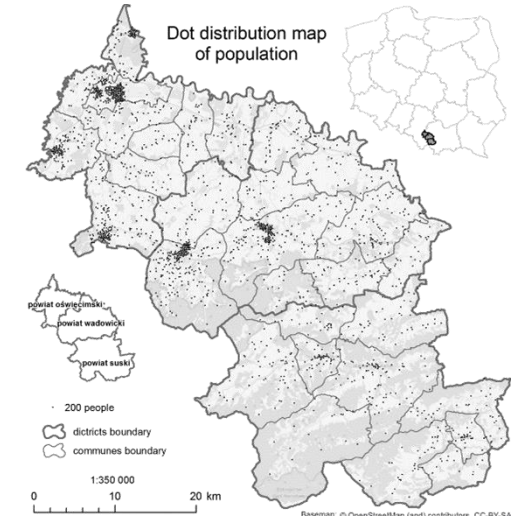 Dot distribution map
of population
powiat oświęcimski
powiat wadowicki
powiat suski
200 people
dictricts boundary
communes boundary
1:350 000
0 10 20 km
Basemap: © OpenStreetMap (and) contributors, CC-BY-SA